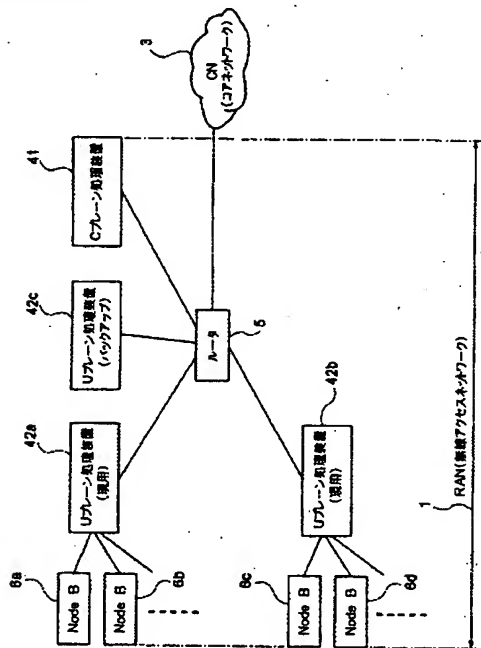 6a
Node B
6b
Node B
42a
Uプレーン処理装置
(現用)
42c
Uプレーン処理装置
(バックアップ)
41
Cプレーン処理装置
ルータ
5
3
CN
(コアネットワーク)
6c
Node B
6d
Node B
42b
Uプレーン処理装置
(現用)
1
RAN(無線アクセスネットワーク)